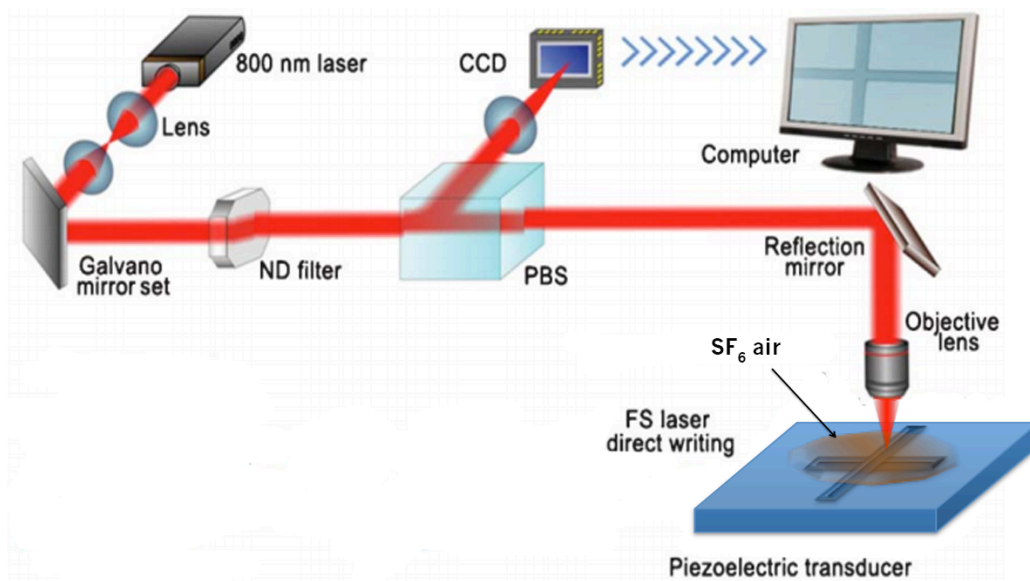 800 nm laser
Lens
CCD
Computer
Galvano
mirror set
ND filter
PBS
Reflection
mirror
Objective
lens
SF₆ air
FS laser
direct writing
Piezoelectric transducer